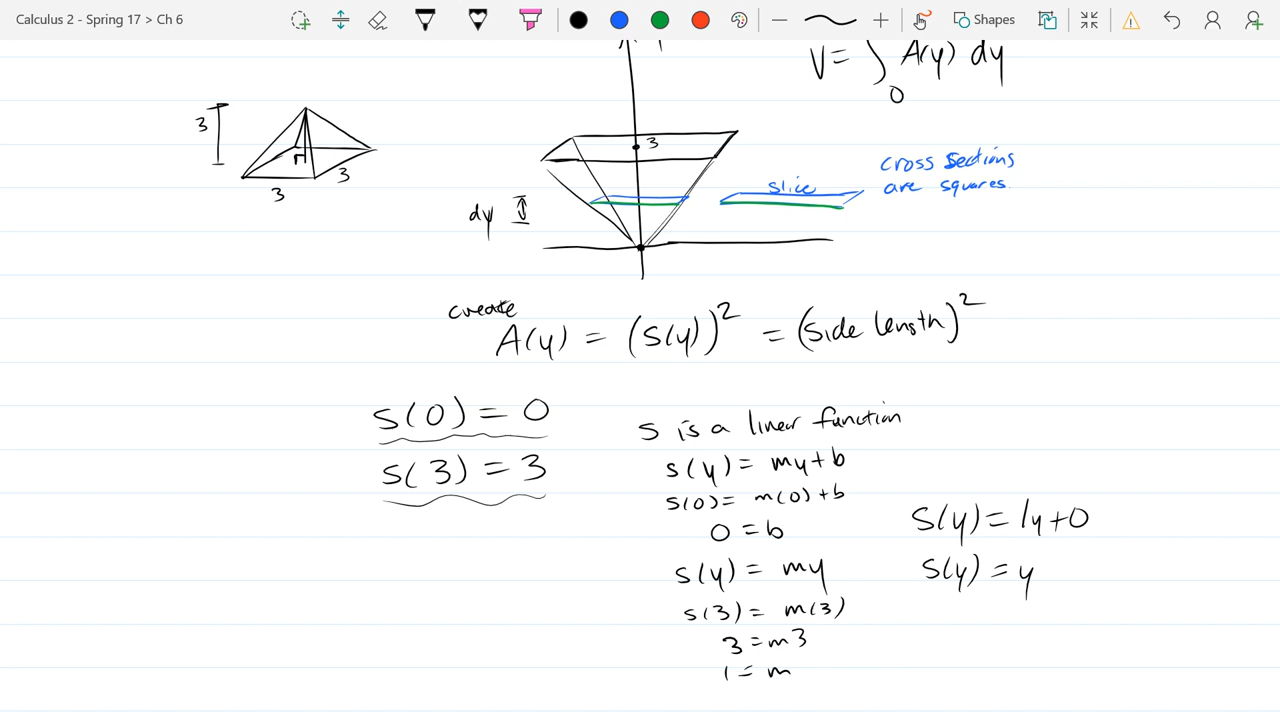 Calculus 2 - Spring 17 > Ch 6
Shapes
V = ∫ A(y) dy
0
3
3
3
3
slice
cross sections
are squares.
dy
create
A(y) = (s(y))² = (side length)²
s(0) = 0
s(3) = 3
s is a linear function
s(y) = my + b
s(0) = m(0) + b
0 = b
s(y) = my
s(3) = m(3)
3 = m3
1 = m
s(y) = 1y + 0
s(y) = y